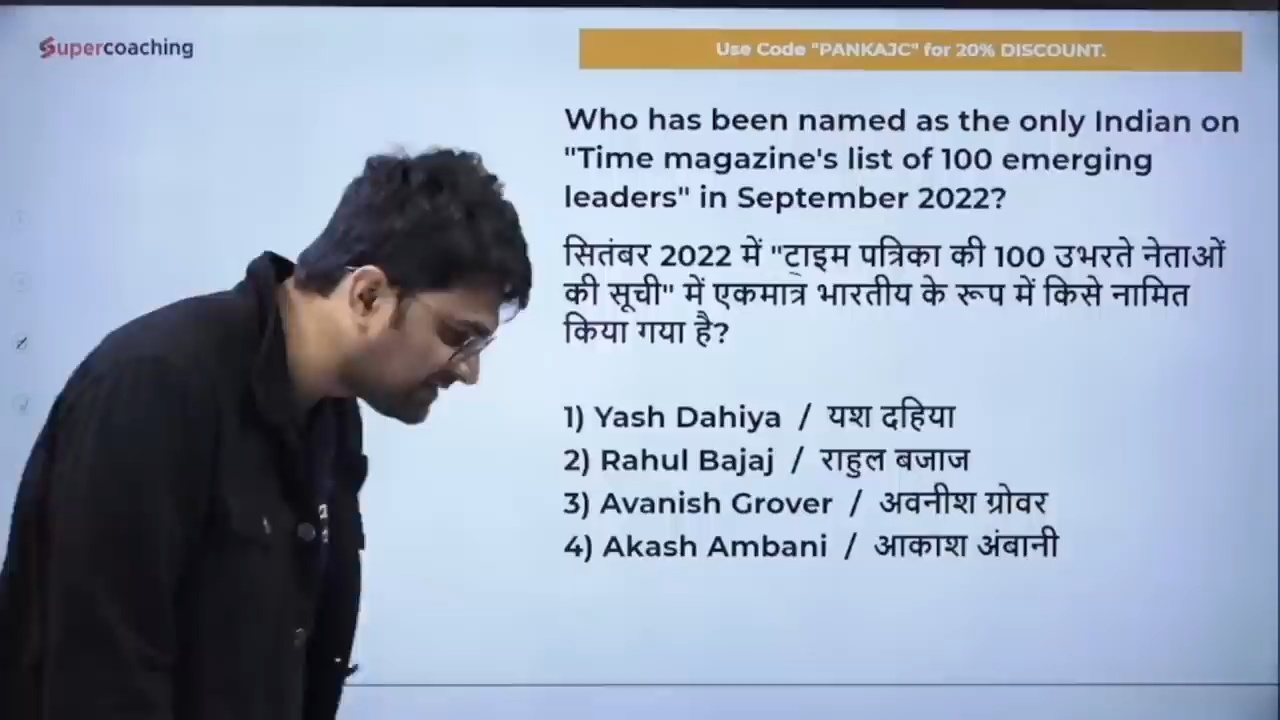 Supercoaching
Use Code "PANKAJC" for 20% DISCOUNT.
Who has been named as the only Indian on
"Time magazine's list of 100 emerging
leaders" in September 2022?
सितंबर 2022 में "टाइम पत्रिका की 100 उभरते नेताओं
की सूची" में एकमात्र भारतीय के रूप में किसे नामित
किया गया है?
1) Yash Dahiya / यश दहिया
2) Rahul Bajaj / राहुल बजाज
3) Avanish Grover / अवनीश ग्रोवर
4) Akash Ambani / आकाश अंबानी